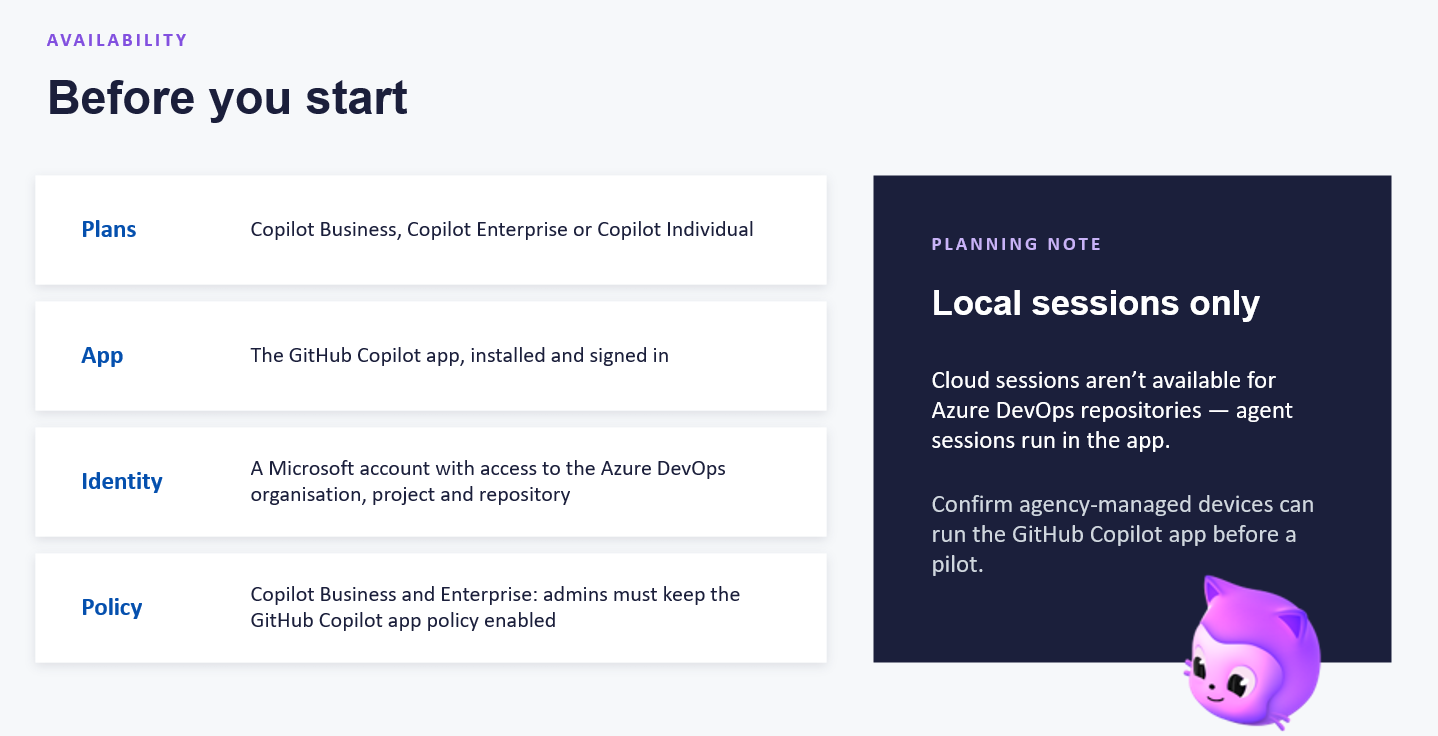 AVAILABILITY
Before you start
Plans
Copilot Business, Copilot Enterprise or Copilot Individual
App
The GitHub Copilot app, installed and signed in
Identity
A Microsoft account with access to the Azure DevOps
organisation, project and repository
Policy
Copilot Business and Enterprise: admins must keep the
GitHub Copilot app policy enabled
PLANNING NOTE
Local sessions only
Cloud sessions aren’t available for
Azure DevOps repositories — agent
sessions run in the app.
Confirm agency-managed devices can
run the GitHub Copilot app before a
pilot.